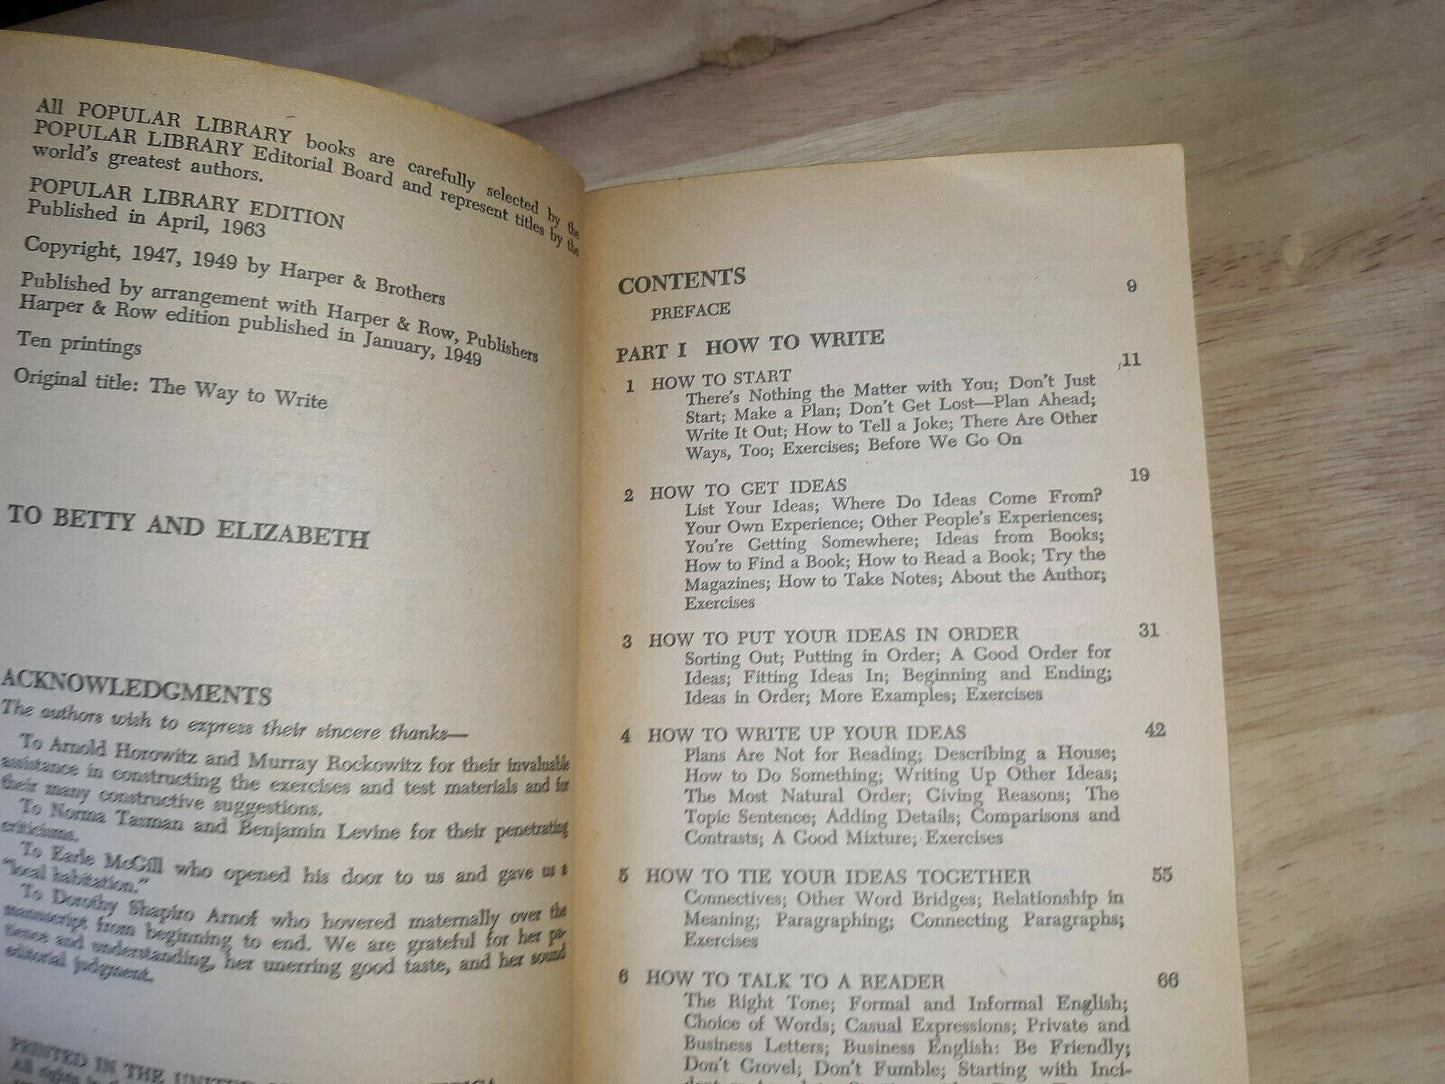 All POPULAR LIBRARY books are carefully selected by the
POPULAR LIBRARY Editorial Board and represent titles by the
world's greatest authors.
POPULAR LIBRARY EDITION
Published in April, 1963
Copyright, 1947, 1949 by Harper & Brothers
Published by arrangement with Harper & Row, Publishers
Harper & Row edition published in January, 1949
Ten printings
Original title: The Way to Write
TO BETTY AND ELIZABETH
ACKNOWLEDGMENTS
The authors wish to express their sincere thanks—
To Arnold Horowitz and Murray Rockowitz for their invaluable
assistance in constructing the exercises and test materials and for
their many constructive suggestions.
To Norma Tasman and Benjamin Levine for their penetrating
criticisms.
To Earle McGill who opened his door to us and gave us a
"local habitation."
To Dorothy Shapiro Arnof who hovered maternally over the
manuscript from beginning to end. We are grateful for her pa-
tience and understanding, her unerring good taste, and her sound
editorial judgment.
PRINTED IN THE UNITED
All rights
CONTENTS
PREFACE 9
PART I HOW TO WRITE
1 HOW TO START 11
There's Nothing the Matter with You; Don't Just
Start; Make a Plan; Don't Get Lost—Plan Ahead;
Write It Out; How to Tell a Joke; There Are Other
Ways, Too; Exercises; Before We Go On
2 HOW TO GET IDEAS 19
List Your Ideas; Where Do Ideas Come From?
Your Own Experience; Other People's Experiences;
You're Getting Somewhere; Ideas from Books;
How to Find a Book; How to Read a Book; Try the
Magazines; How to Take Notes; About the Author;
Exercises
3 HOW TO PUT YOUR IDEAS IN ORDER 31
Sorting Out; Putting in Order; A Good Order for
Ideas; Fitting Ideas In; Beginning and Ending;
Ideas in Order; More Examples; Exercises
4 HOW TO WRITE UP YOUR IDEAS 42
Plans Are Not for Reading; Describing a House;
How to Do Something; Writing Up Other Ideas;
The Most Natural Order; Giving Reasons; The
Topic Sentence; Adding Details; Comparisons and
Contrasts; A Good Mixture; Exercises
5 HOW TO TIE YOUR IDEAS TOGETHER 55
Connectives; Other Word Bridges; Relationship in
Meaning; Paragraphing; Connecting Paragraphs;
Exercises
6 HOW TO TALK TO A READER 66
The Right Tone; Formal and Informal English;
Choice of Words; Casual Expressions; Private and
Business Letters; Business English: Be Friendly;
Don't Grovel; Don't Fumble; Starting with Inci-